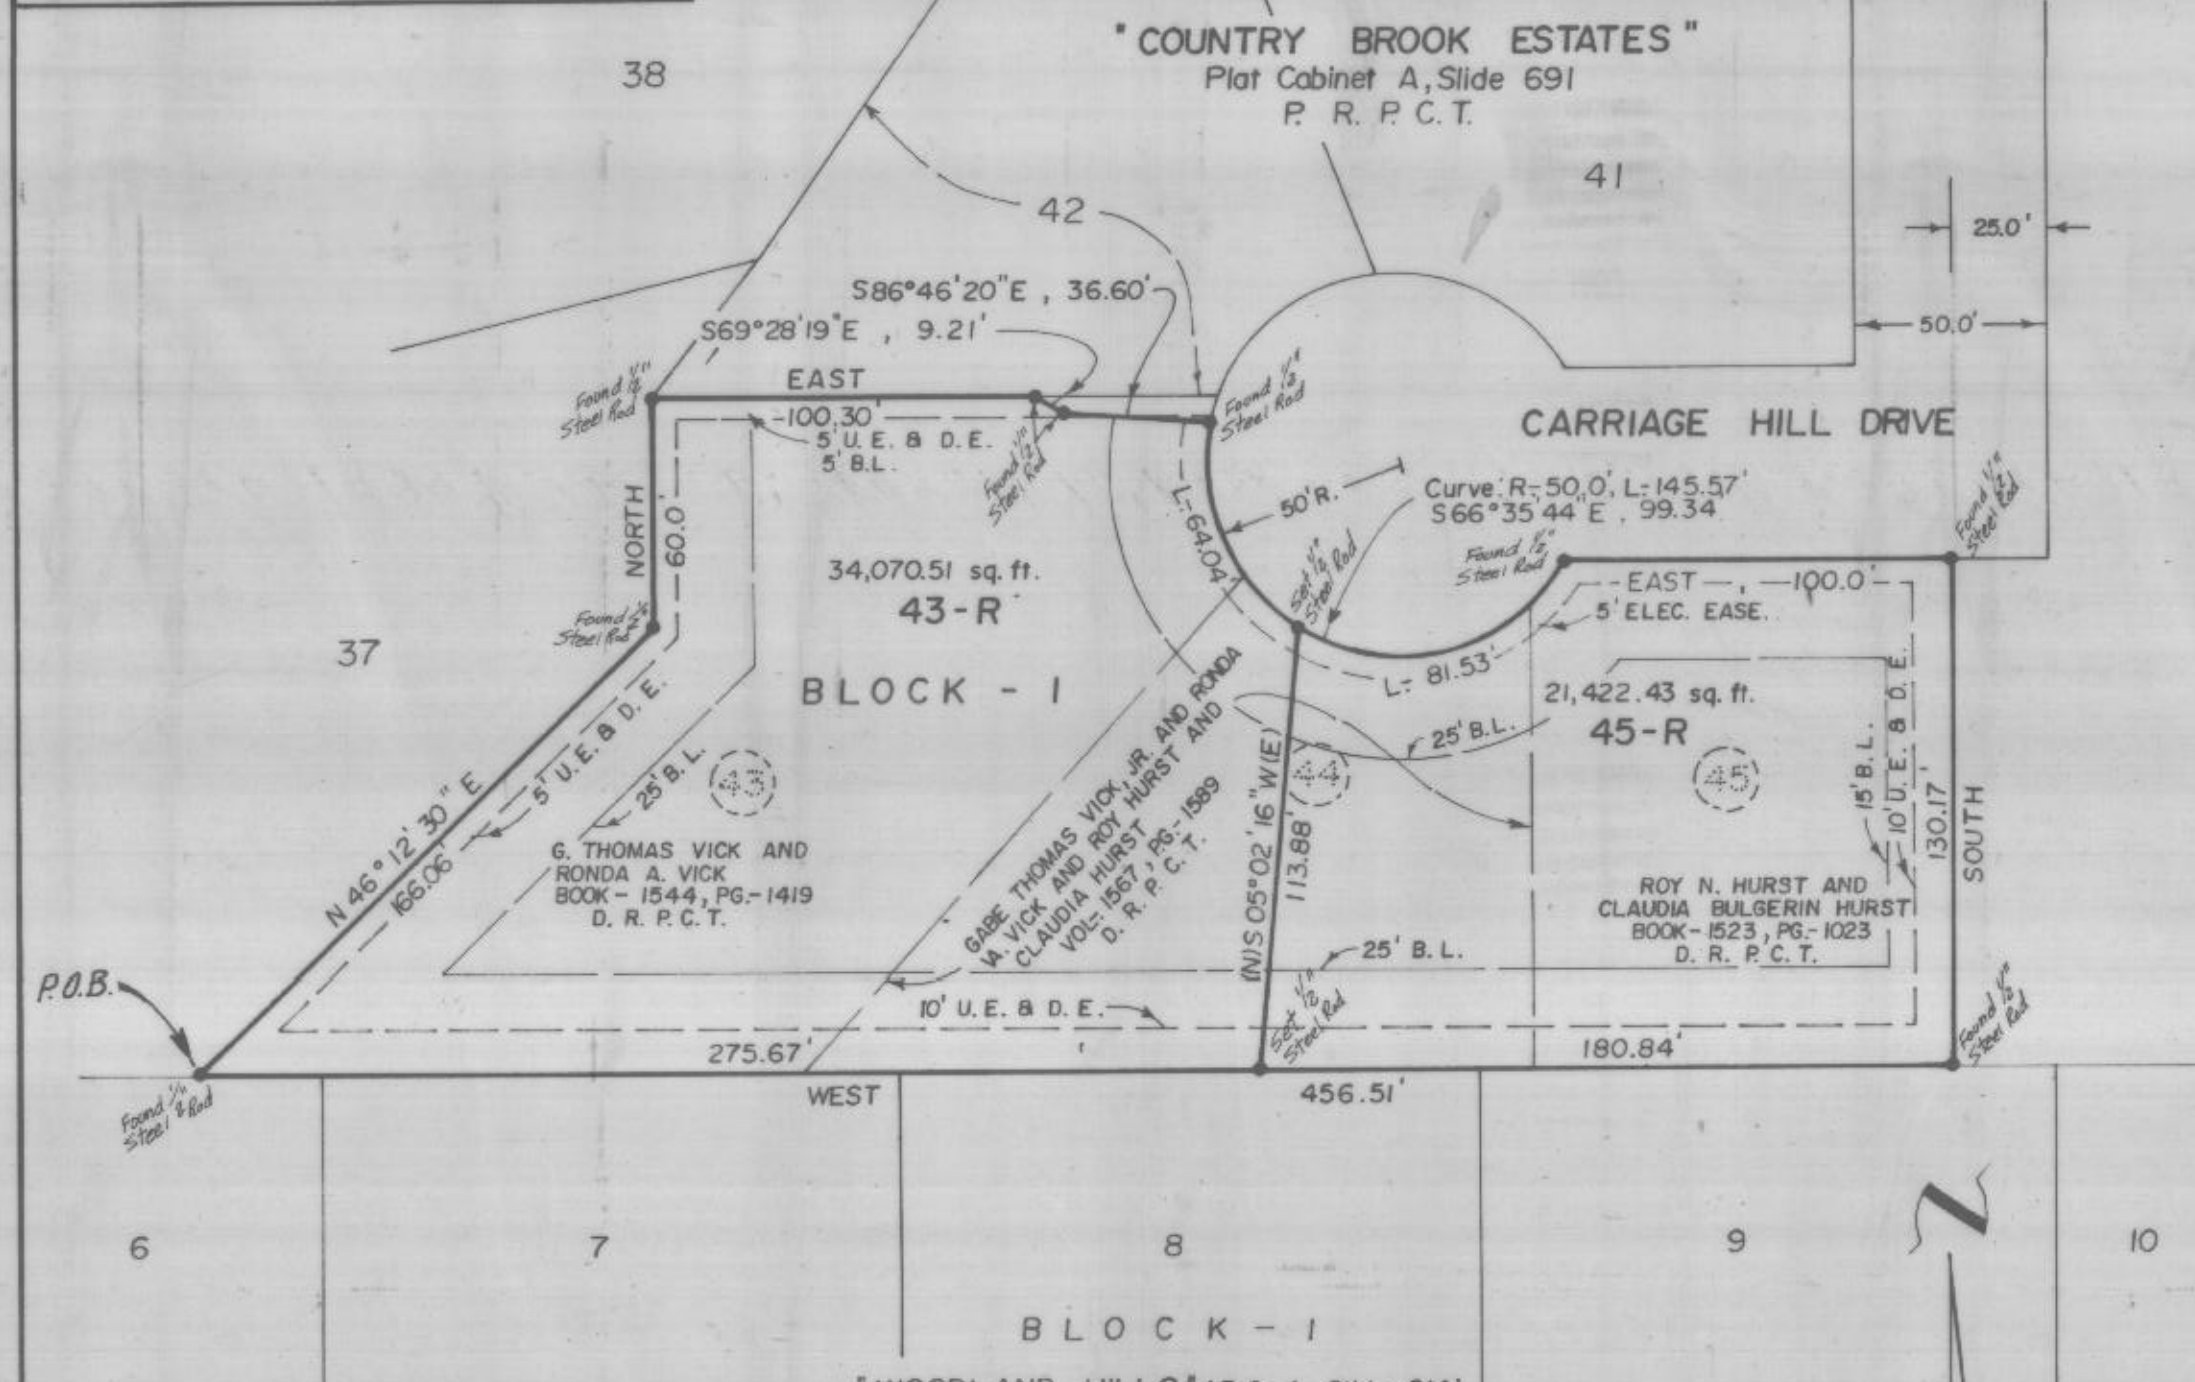 "COUNTRY BROOK ESTATES"
Plat Cabinet A, Slide 691
P. R. P. C. T.
38
41
42
25.0'
50.0'
S86°46'20"E , 36.60'
S69°28'19"E , 9.21'
Found 1/2"
Steel Rod
EAST
100.30'
5' U. E. & D. E.
5' B.L.
Found 1/2"
Steel Rod
Found 1/2"
Steel Rod
CARRIAGE HILL DRIVE
NORTH
60.0'
L=64.04'
50'R.
Curve: R=50.0', L=145.57'
S66°35'44"E , 99.34'
Set 1/2"
Steel Rod
Found 1/2"
Steel Rod
Found 1/2"
Steel Rod
EAST , 100.0'
5' ELEC. EASE.
34,070.51 sq. ft.
43-R
Found 1/2"
Steel Rod
37
BLOCK - 1
L= 81.53'
21,422.43 sq. ft.
45-R
25' B.L.
5' U.E. & D. E.
25' B. L.
43
44
45
15' B. L.
10' U. E. & D. E.
130.17'
SOUTH
N 46° 12' 30" E
166.06'
G. THOMAS VICK AND
RONDA A. VICK
BOOK- 1544, PG.-1419
D. R. P. C. T.
GABE THOMAS VICK, JR. AND RONDA
A. VICK AND ROY HURST AND
CLAUDIA HURST
VOL.- 1567, PG.- 1589
D. R. P. C. T.
(N)S 05° 02' 16" W(E)
113.88'
ROY N. HURST AND
CLAUDIA BULGERIN HURST
BOOK-1523, PG.-1023
D. R. P. C. T.
25' B. L.
P.O.B.
10' U. E. & D. E.
Set 1/2"
Steel Rod
Found 1/2"
Steel Rod
275.67'
180.84'
WEST
456.51'
Found 1/2"
Steel Rod
6
7
8
9
10
BLOCK - 1